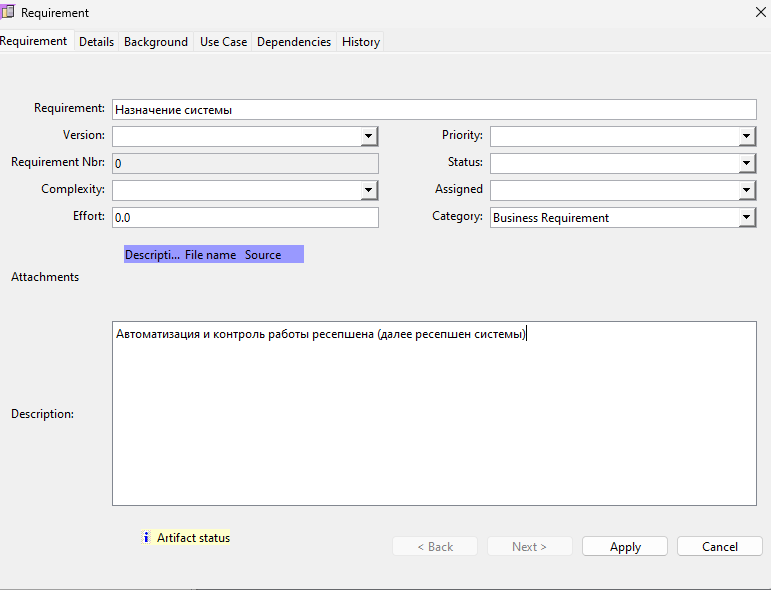 Requirement
Requirement Details Background Use Case Dependencies History
Requirement: Назначение системы
Version: Priority:
Requirement Nbr: 0 Status:
Complexity: Assigned
Effort: 0.0 Category: Business Requirement
Descripti... File name Source
Attachments
Автоматизация и контроль работы ресепшена (далее ресепшен системы)
Description:
Artifact status
< Back Next > Apply Cancel